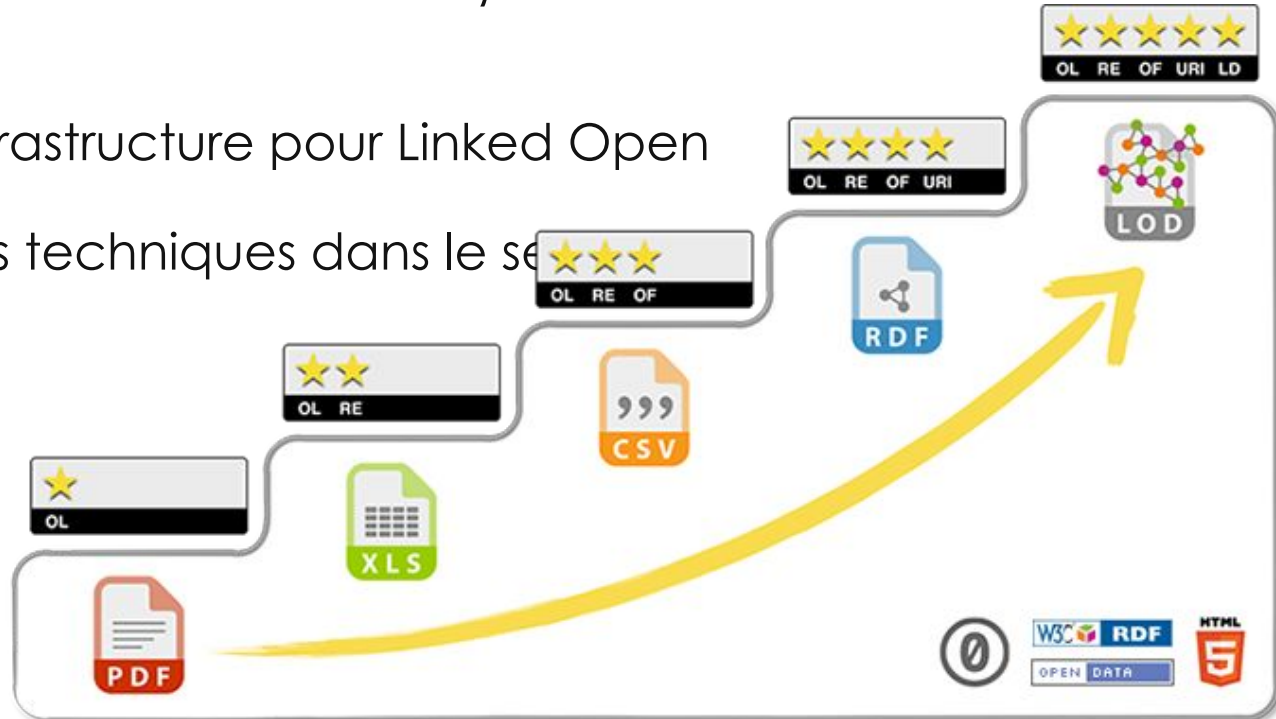 OL RE OF URI LD
rastructure pour Linked Open
OL RE OF URI
LOD
s techniques dans le se
OL RE OF
RDF
OL RE
,,,
CSV
OL
XLS
PDF
0
W3C RDF
OPEN DATA
HTML
5